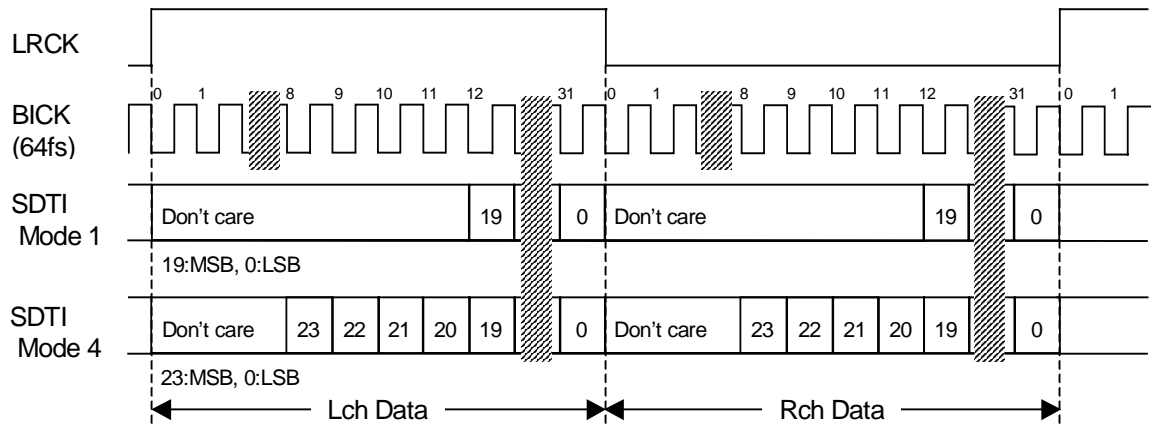 LRCK
BICK
(64fs)
0 1 8 9 10 11 12 31 0 1 8 9 10 11 12 31 0 1
SDTI
Mode 1
Don't care 19 0 Don't care 19 0
19:MSB, 0:LSB
SDTI
Mode 4
Don't care 23 22 21 20 19 0 Don't care 23 22 21 20 19 0
23:MSB, 0:LSB
Lch Data Rch Data